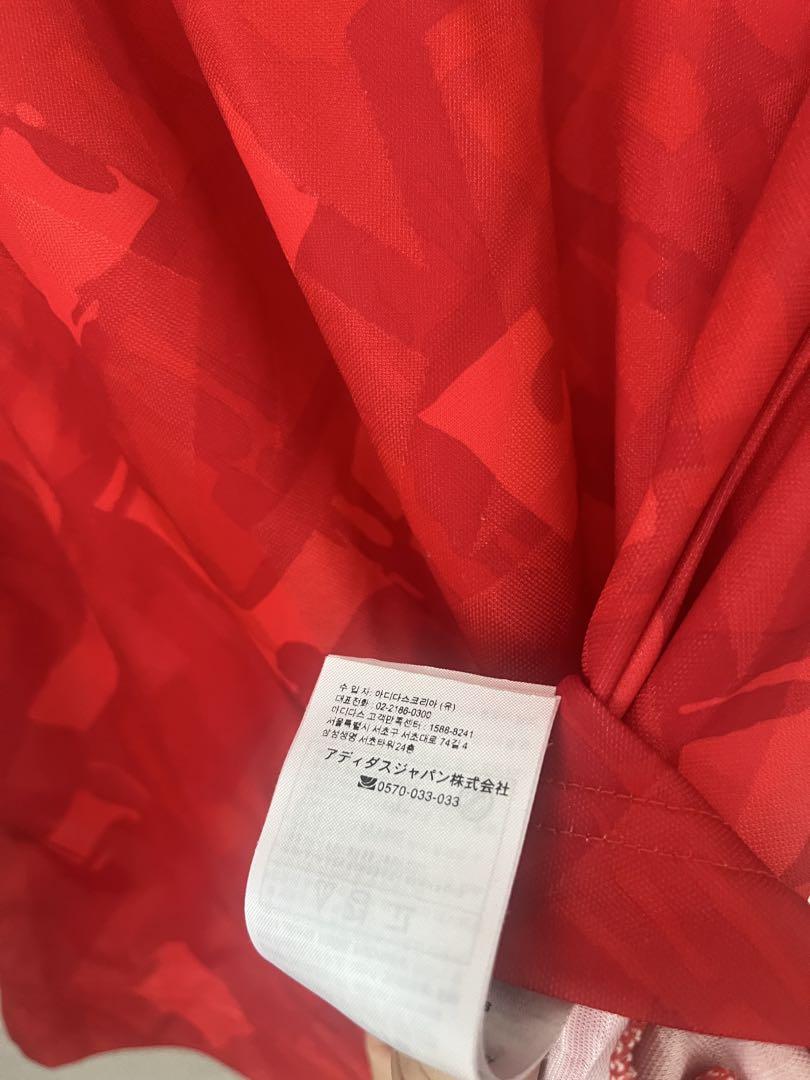 수 입 자: 아디다스코리아 (유)
대표전화 : 02-2186-0300
아디다스 고객만족센터 : 1588-8241
서울특별시 서초구 서초대로 74길 4
삼성생명 서초타워24층
アディダスジャパン株式会社
0570-033-033